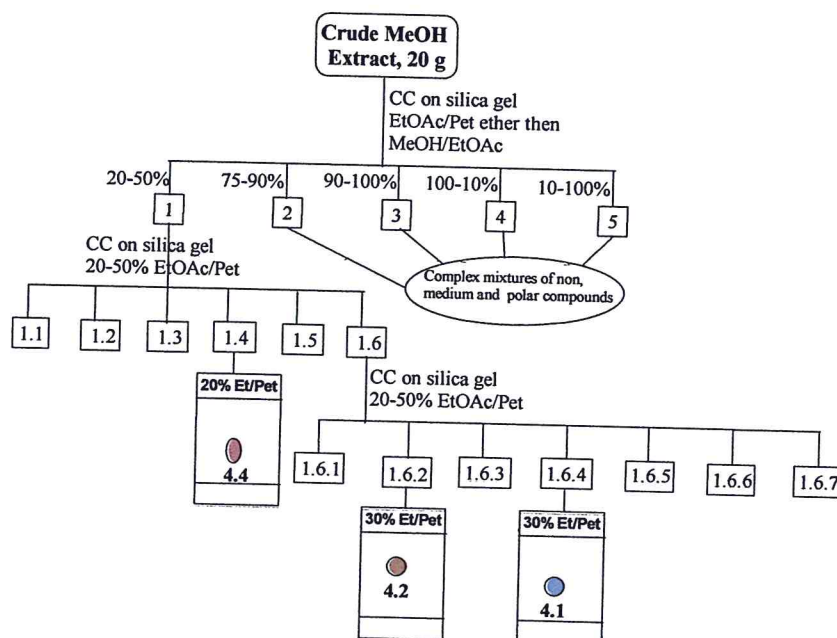 Crude MeOH
Extract, 20 g
CC on silica gel
EtOAc/Pet ether then
MeOH/EtOAc
20-50%
75-90%
90-100%
100-10%
10-100%
1
2
3
4
5
CC on silica gel
20-50% EtOAc/Pet
Complex mixtures of non,
medium and polar compounds
1.1
1.2
1.3
1.4
1.5
1.6
20% Et/Pet
4.4
CC on silica gel
20-50% EtOAc/Pet
1.6.1
1.6.2
1.6.3
1.6.4
1.6.5
1.6.6
1.6.7
30% Et/Pet
4.2
30% Et/Pet
4.1